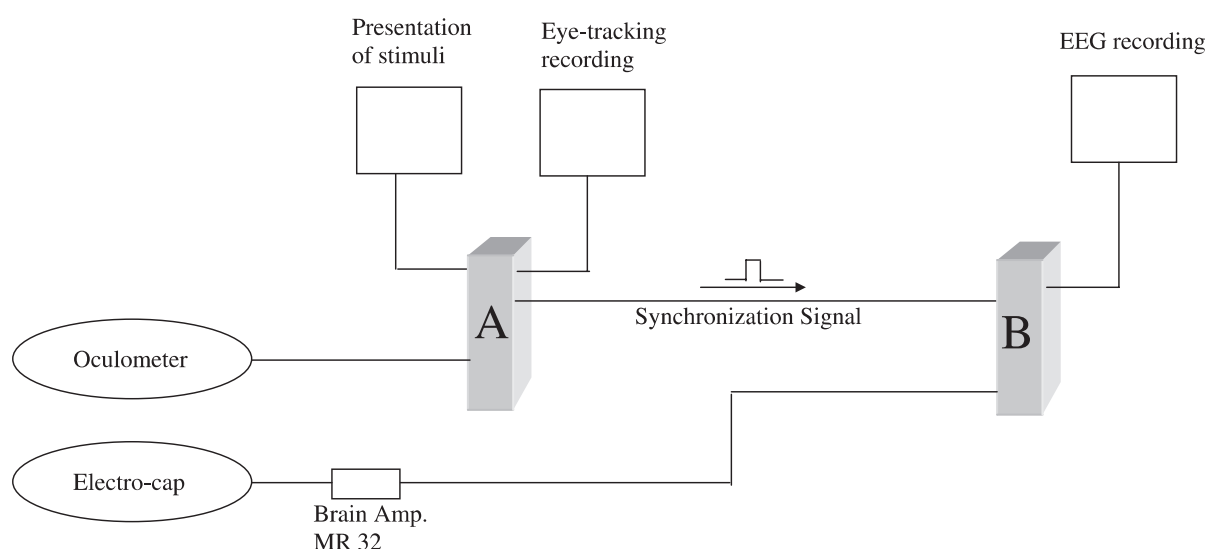 Presentation
of stimuli
Eye-tracking
recording
EEG recording
A
Synchronization Signal
B
Oculometer
Electro-cap
Brain Amp.
MR 32